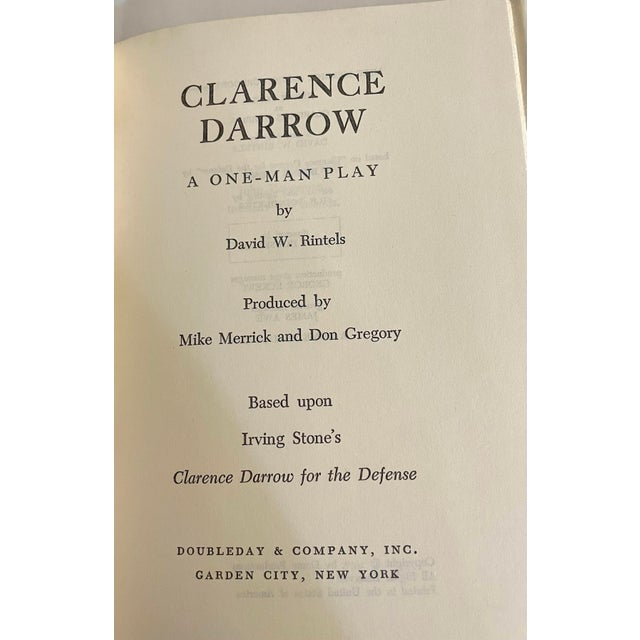 CLARENCE
DARROW
A ONE-MAN PLAY
by
David W. Rintels
Produced by
Mike Merrick and Don Gregory
Based upon
Irving Stone's
Clarence Darrow for the Defense
DOUBLEDAY & COMPANY, INC.
GARDEN CITY, NEW YORK